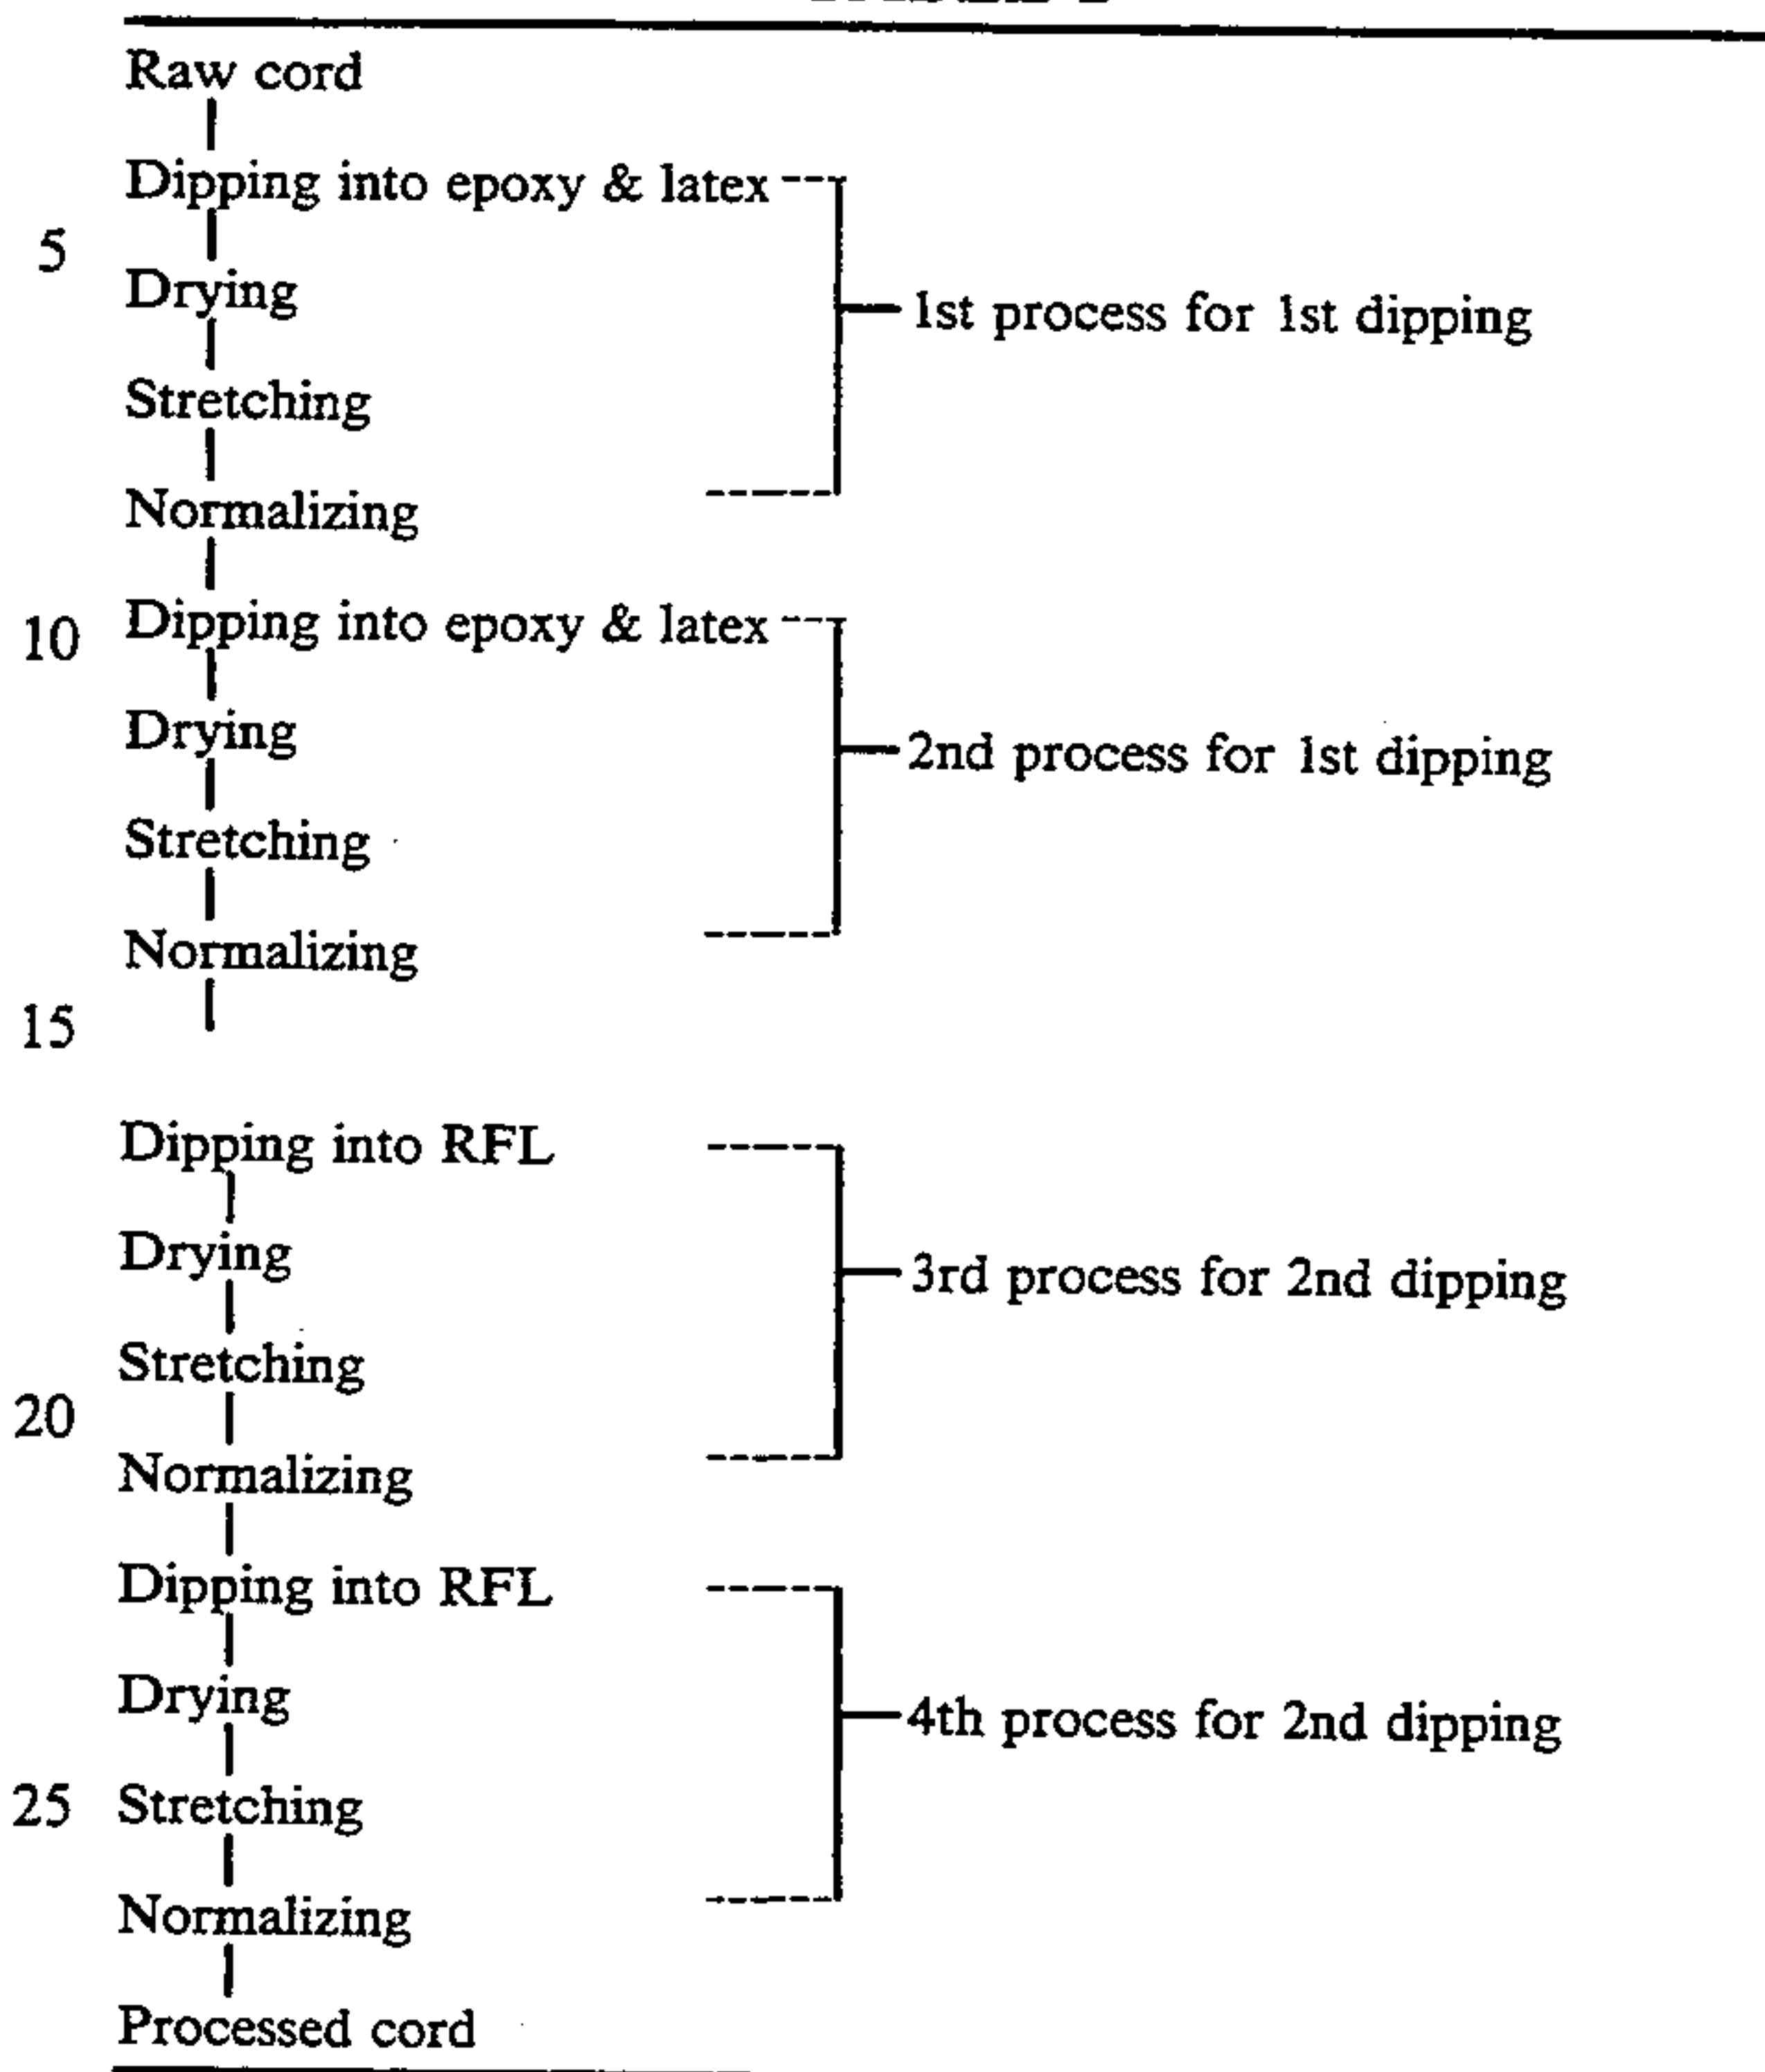 Raw cord
Dipping into epoxy & latex
5
Drying
1st process for 1st dipping
Stretching
Normalizing
10 Dipping into epoxy & latex
Drying
2nd process for 1st dipping
Stretching
Normalizing
15
Dipping into RFL
Drying
3rd process for 2nd dipping
Stretching
20
Normalizing
Dipping into RFL
Drying
4th process for 2nd dipping
25 Stretching
Normalizing
Processed cord